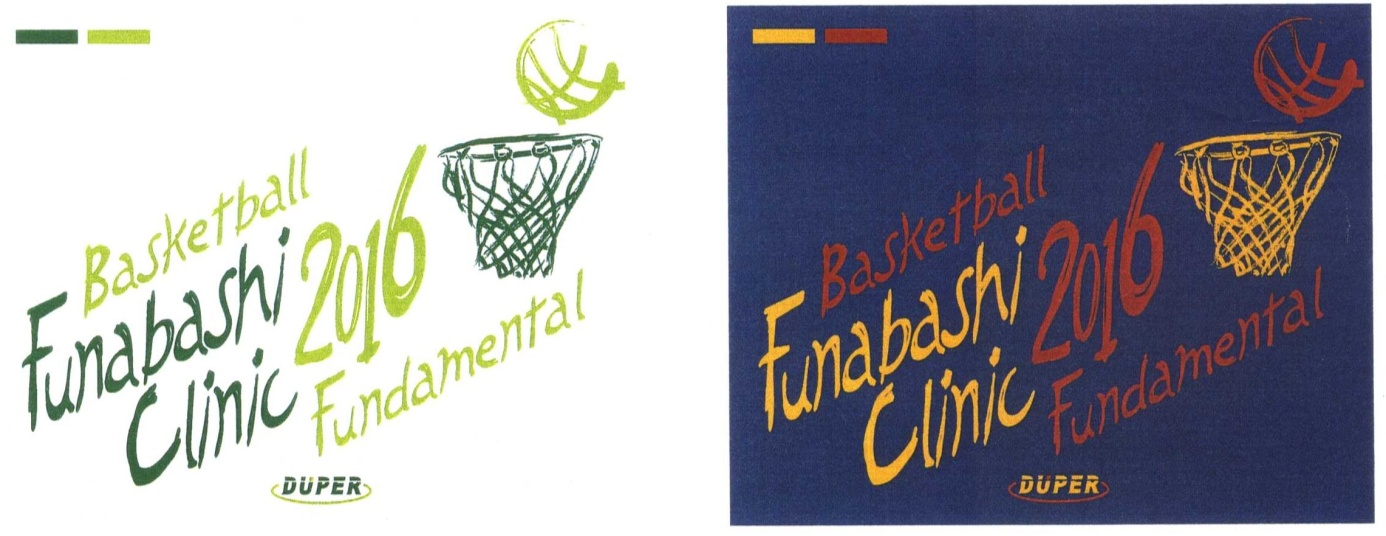 Basketball
Funabashi 2016
Clinic Fundamental
DUPER
Basketball
Funabashi 2016
Clinic Fundamental
DUPER